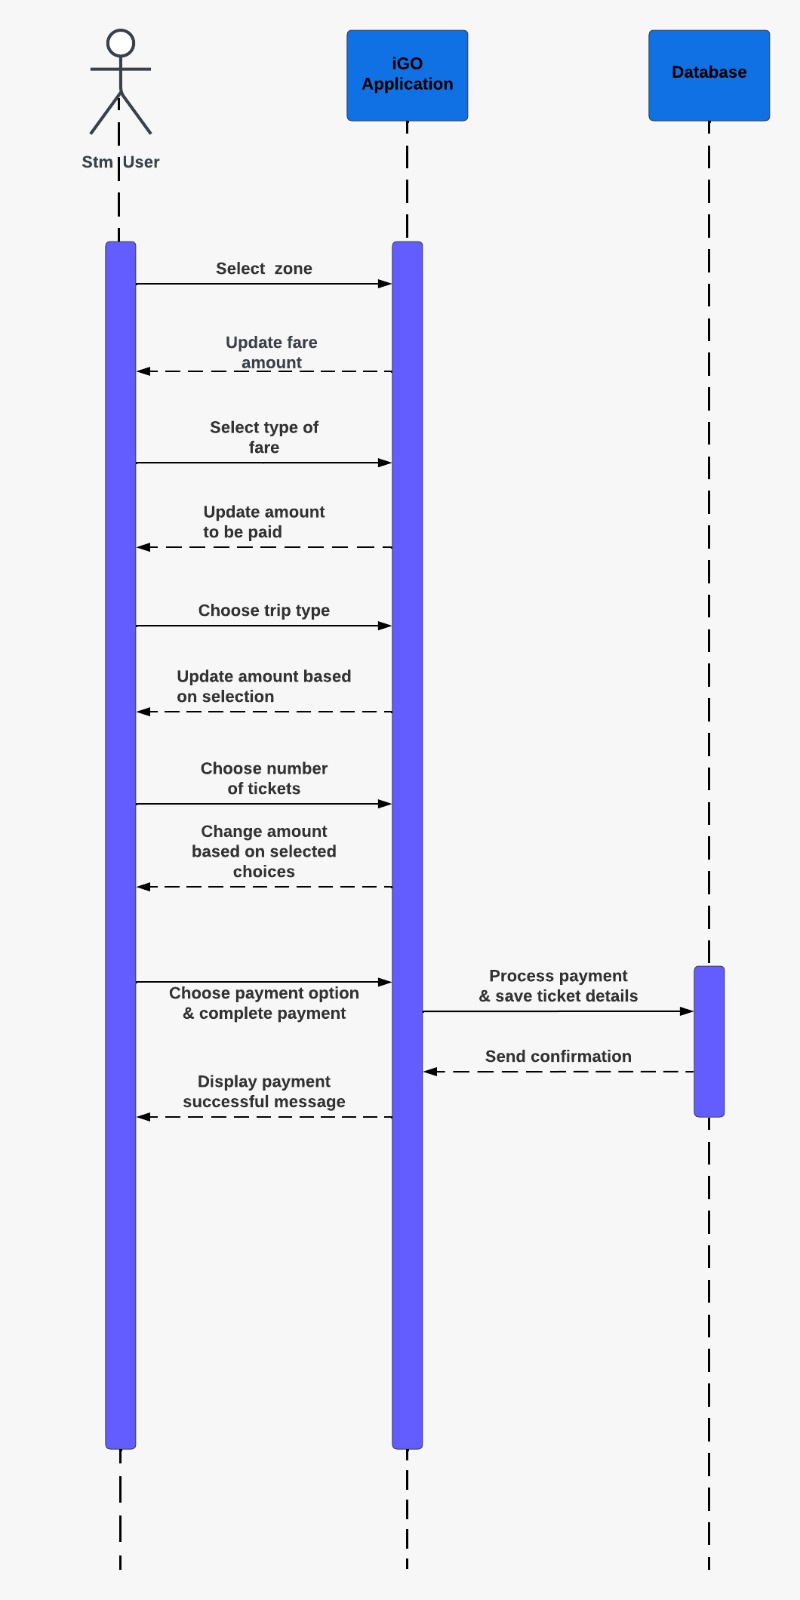 iGO
Application
Database
Stm User
Select zone
Update fare
amount
Select type of
fare
Update amount
to be paid
Choose trip type
Update amount based
on selection
Choose number
of tickets
Change amount
based on selected
choices
Process payment
& save ticket details
Choose payment option
& complete payment
Send confirmation
Display payment
successful message